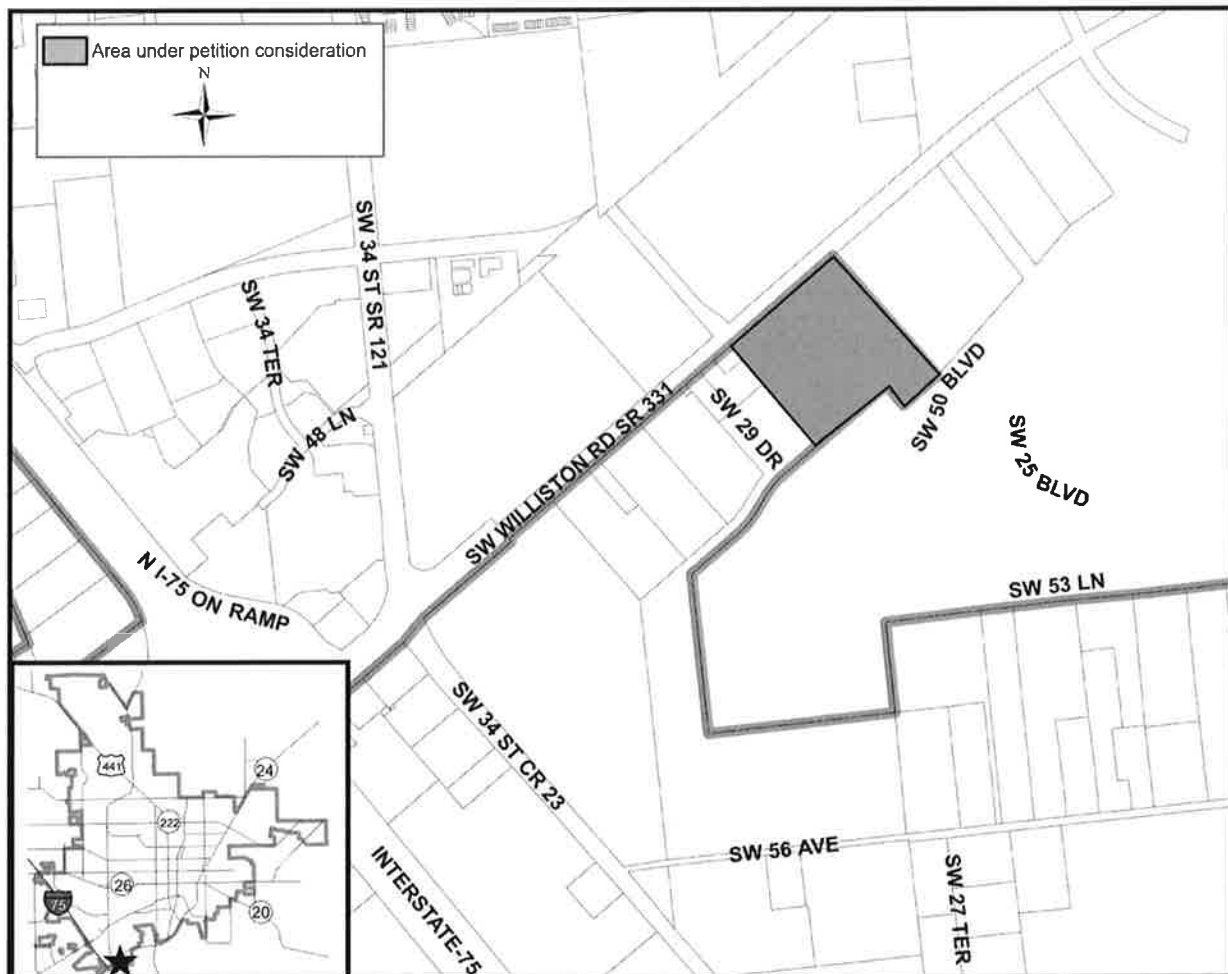 Area under petition consideration
N
SW 34 ST SR 121
SW 34 TER
SW 48 LN
N I-75 ON RAMP
SW WILLISTON RD SR 331
SW 29 DR
SW 50 BLVD
SW 25 BLVD
SW 53 LN
SW 34 ST CR 23
SW 56 AVE
SW 27 TER
INTERSTATE-75
441
24
222
26
75
20